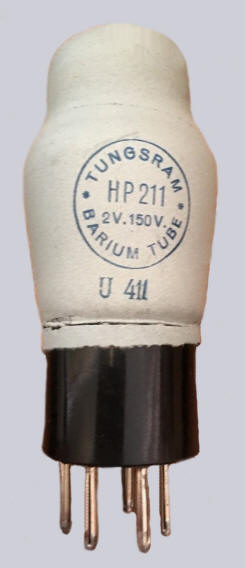 * TUNGSRAM *
HP 211
2V. 150V.
BARIUM TUBE
U 411